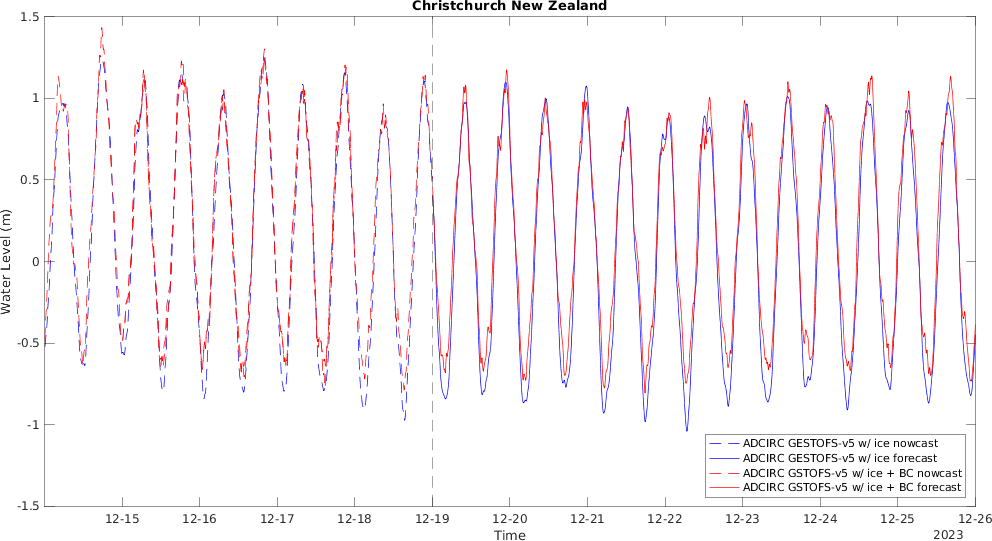 Christchurch New Zealand
1.5
1
0.5
0
-0.5
-1
-1.5
Water Level (m)
12-15 12-16 12-17 12-18 12-19 12-20 12-21 12-22 12-23 12-24 12-25 12-26
Time
2023
ADCIRC GESTOFS-v5 w/ ice nowcast
ADCIRC GESTOFS-v5 w/ ice forecast
ADCIRC GSTOFS-v5 w/ ice + BC nowcast
ADCIRC GSTOFS-v5 w/ ice + BC forecast